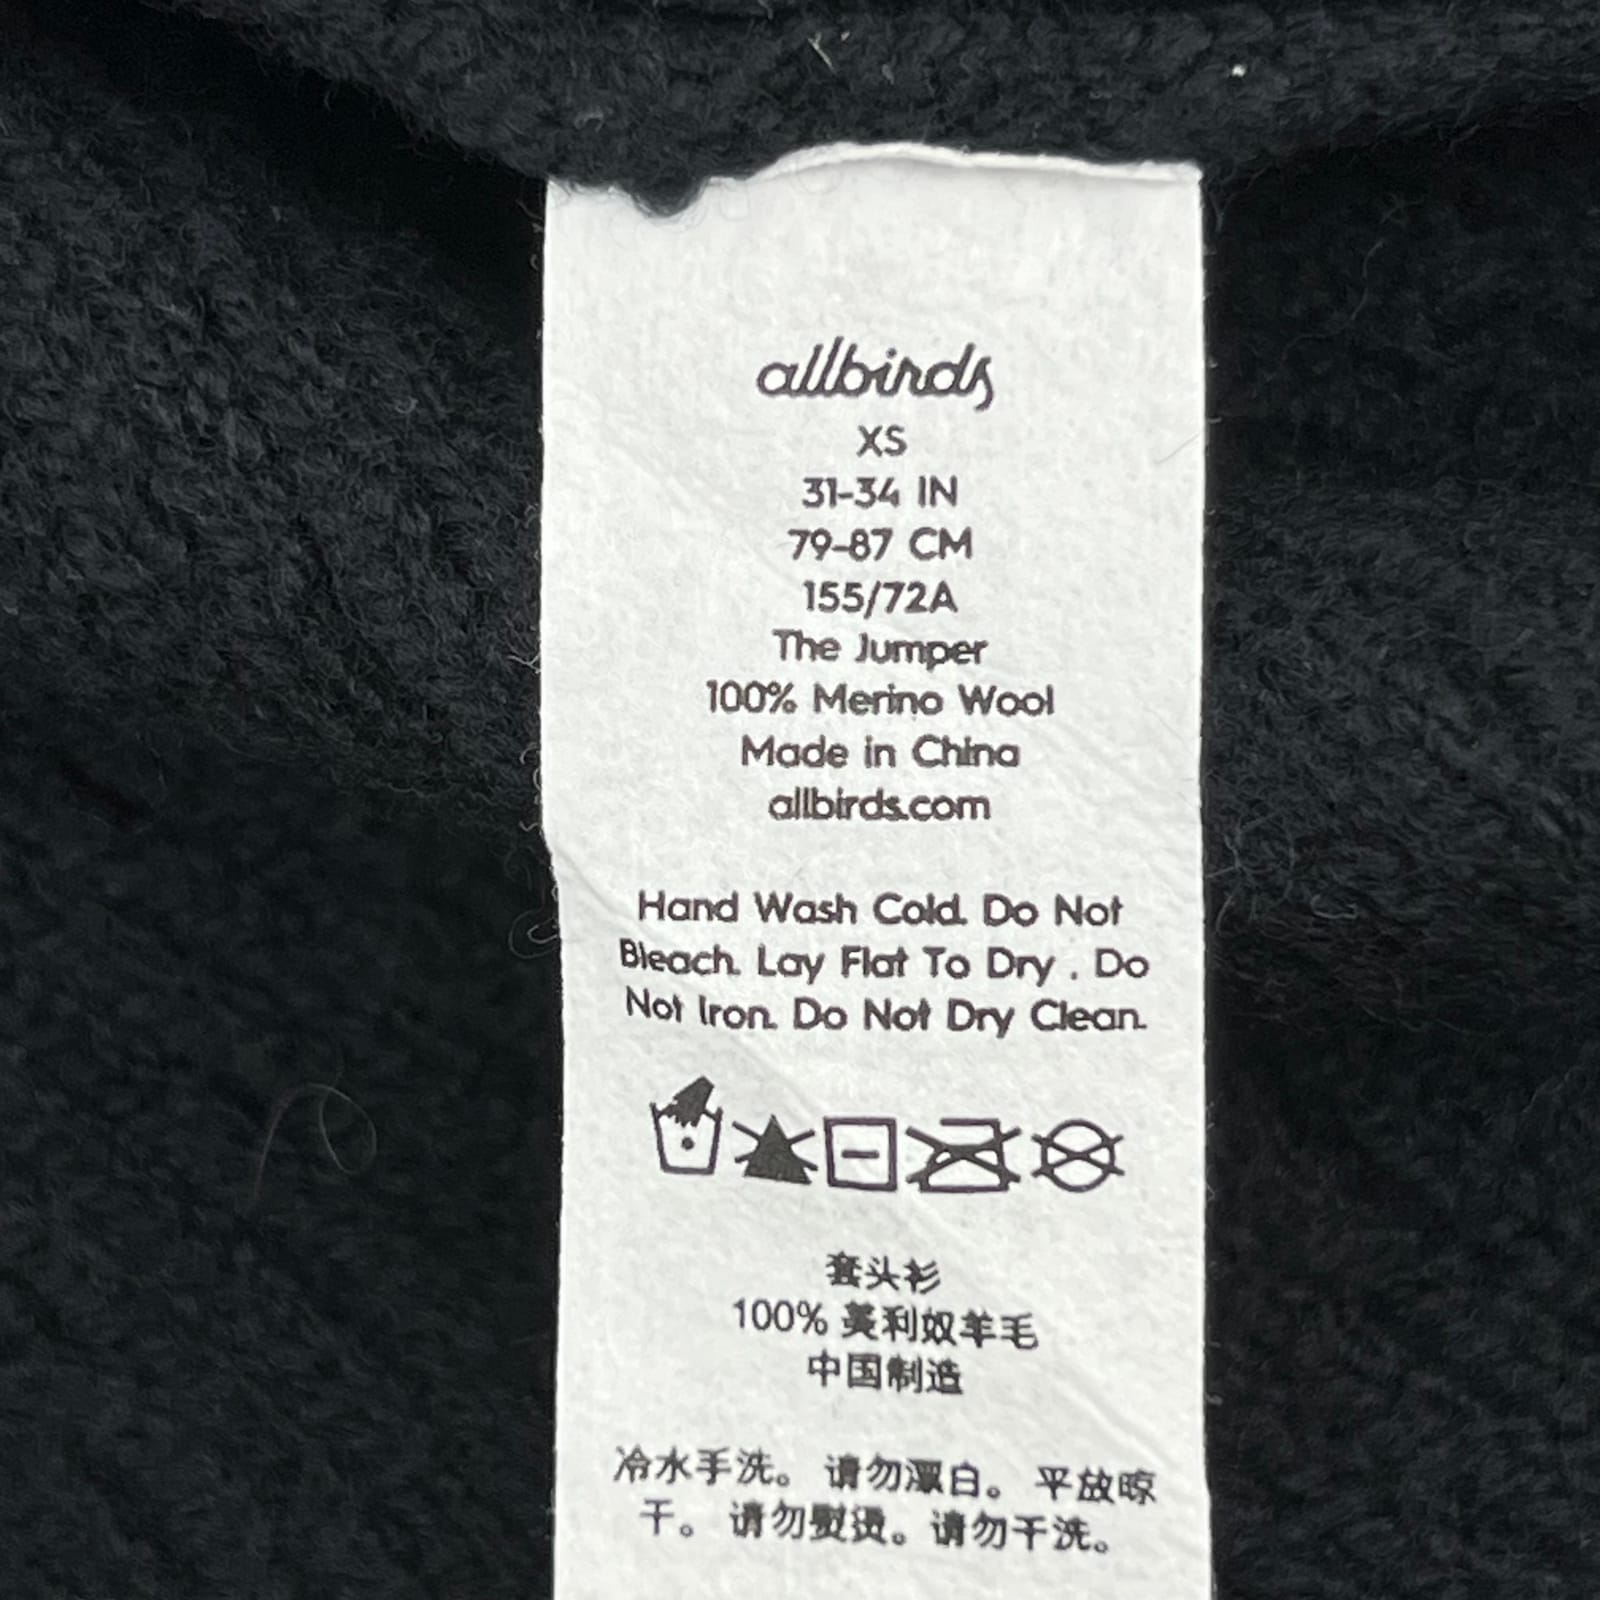 allbirds
XS
31-34 IN
79-87 CM
155/72A
The Jumper
100% Merino Wool
Made in China
allbirds.com
Hand Wash Cold. Do Not
Bleach. Lay Flat To Dry . Do
Not Iron. Do Not Dry Clean.
套头衫
100% 美利奴羊毛
中国制造
冷水手洗。 请勿漂白。 平放晾
干。 请勿熨烫。请勿干洗。